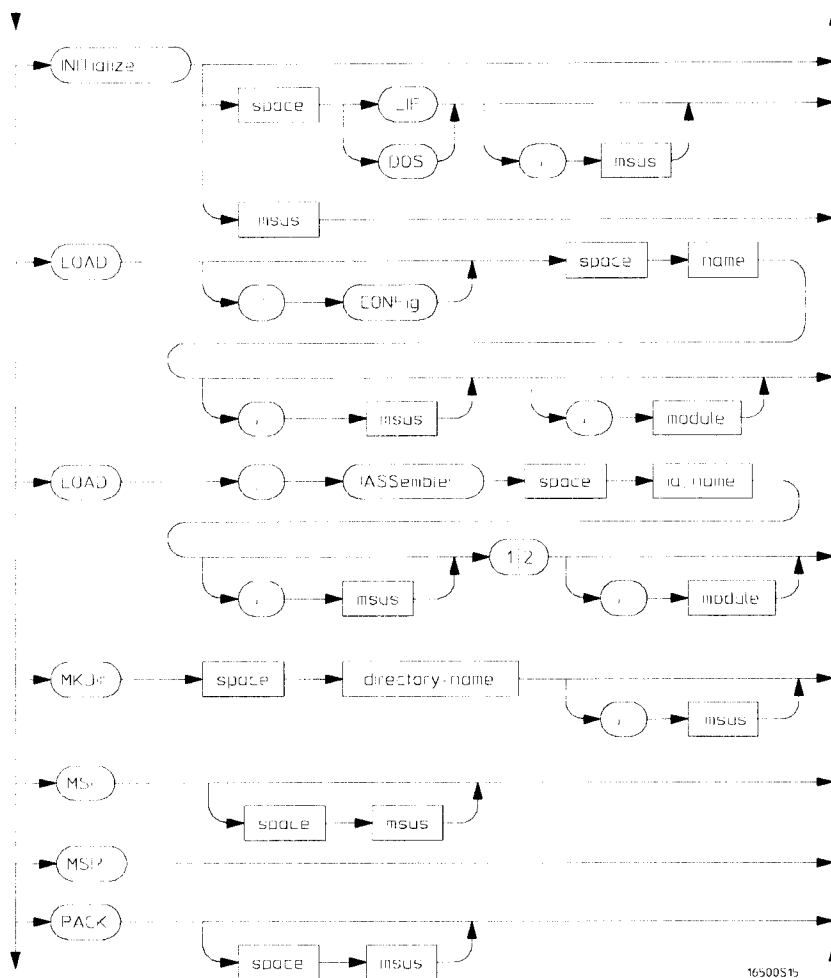 INITialize
space
LIF
DOS
,
msus
msus
LOAD
:
CONFig
space
name
,
msus
,
module
LOAD
:
IASSembler
space
ia_name
,
msus
1|2
,
module
space
directory-name
,
msus
MSI
space
msus
MSI?
PACK
space
msus
16500S15